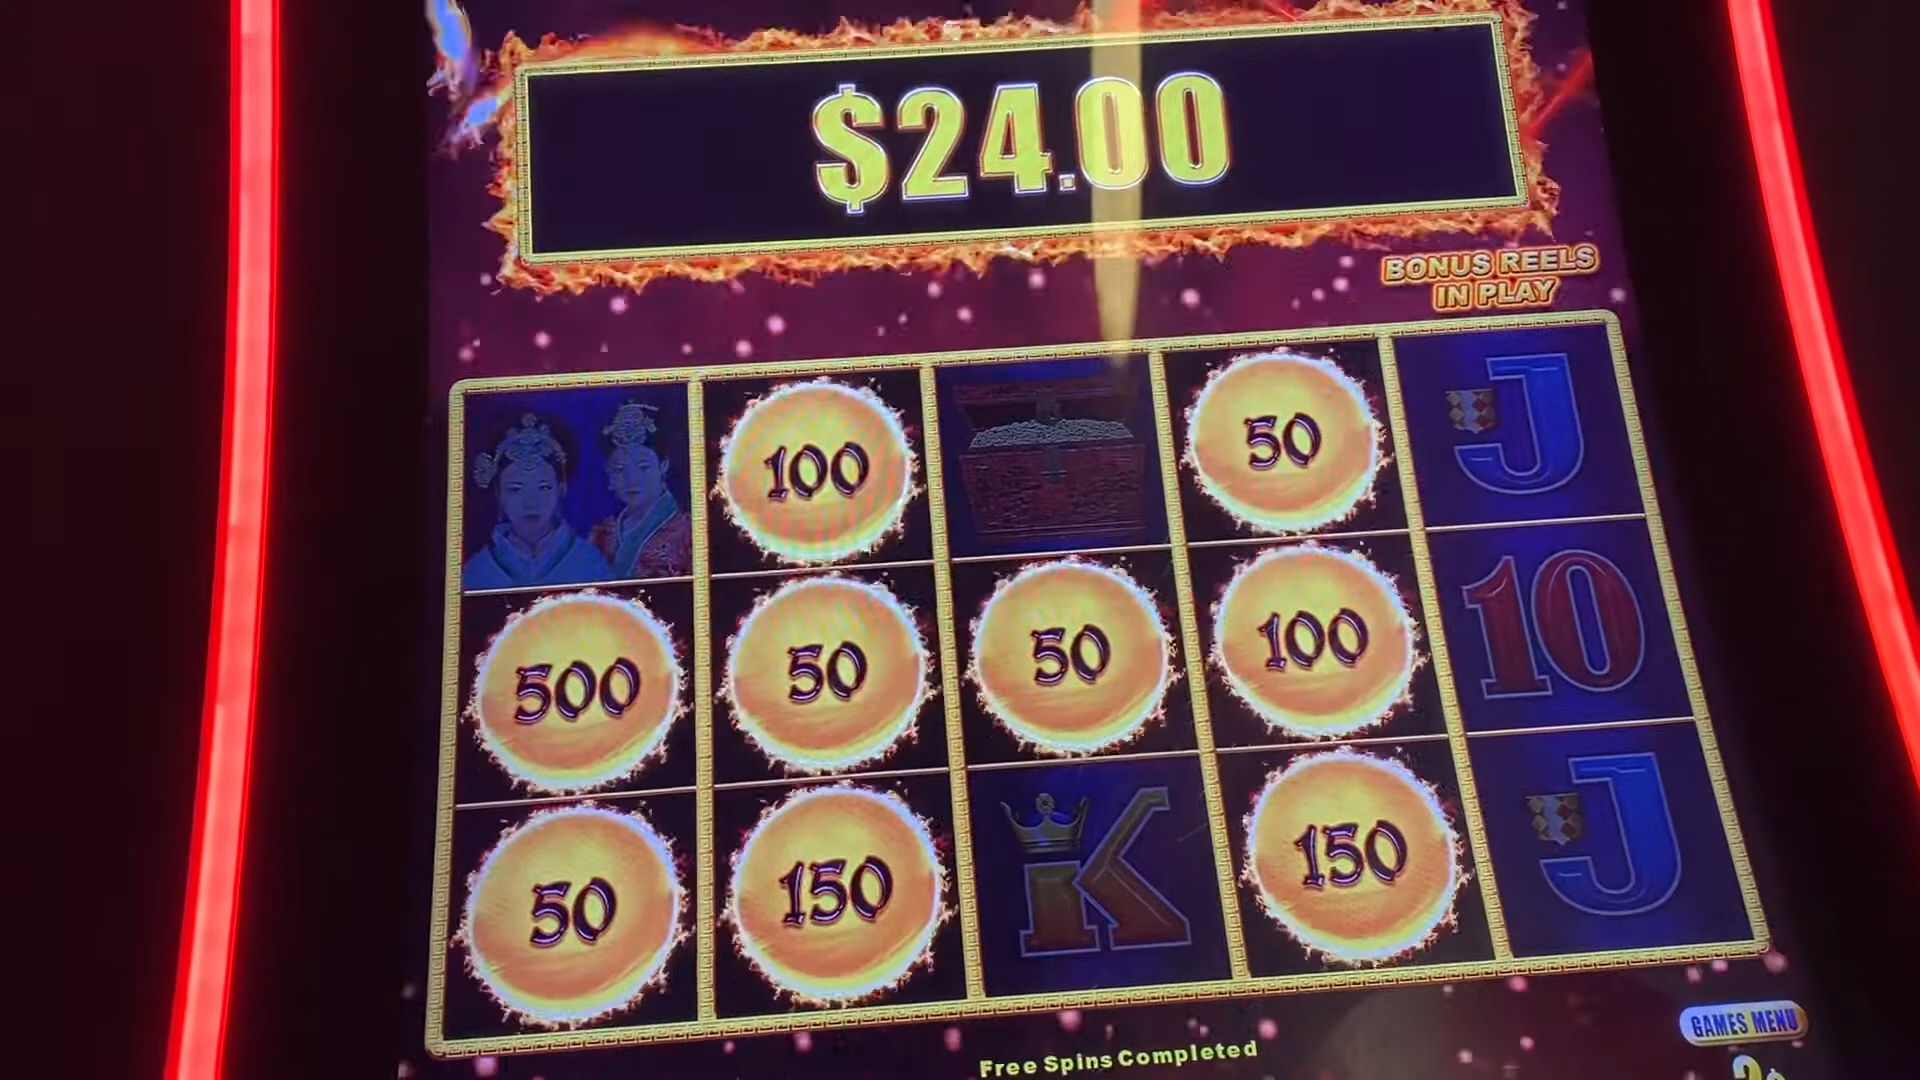 $24.00
BONUS REELS
IN PLAY
100
50
J
500
50
50
100
10
50
150
K
150
J
Free Spins Completed
GAMES MENU